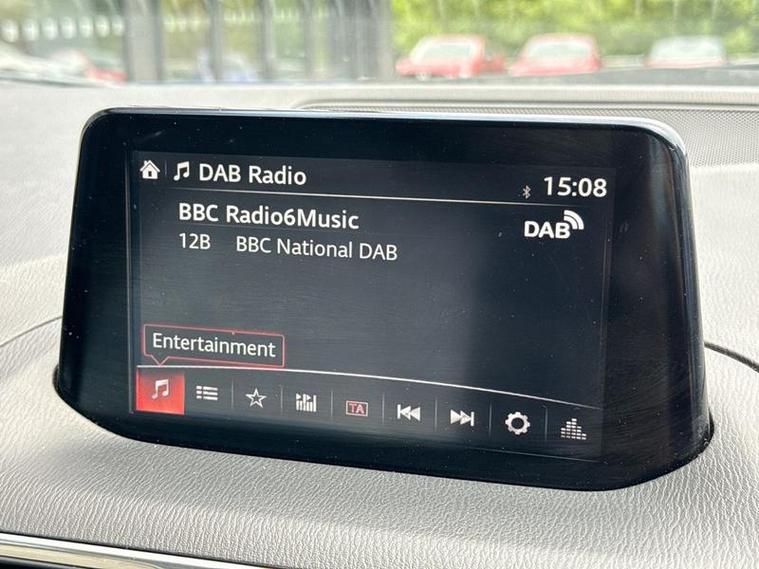 DAB Radio
15:08
BBC Radio6Music
DAB
12B BBC National DAB
Entertainment
TA